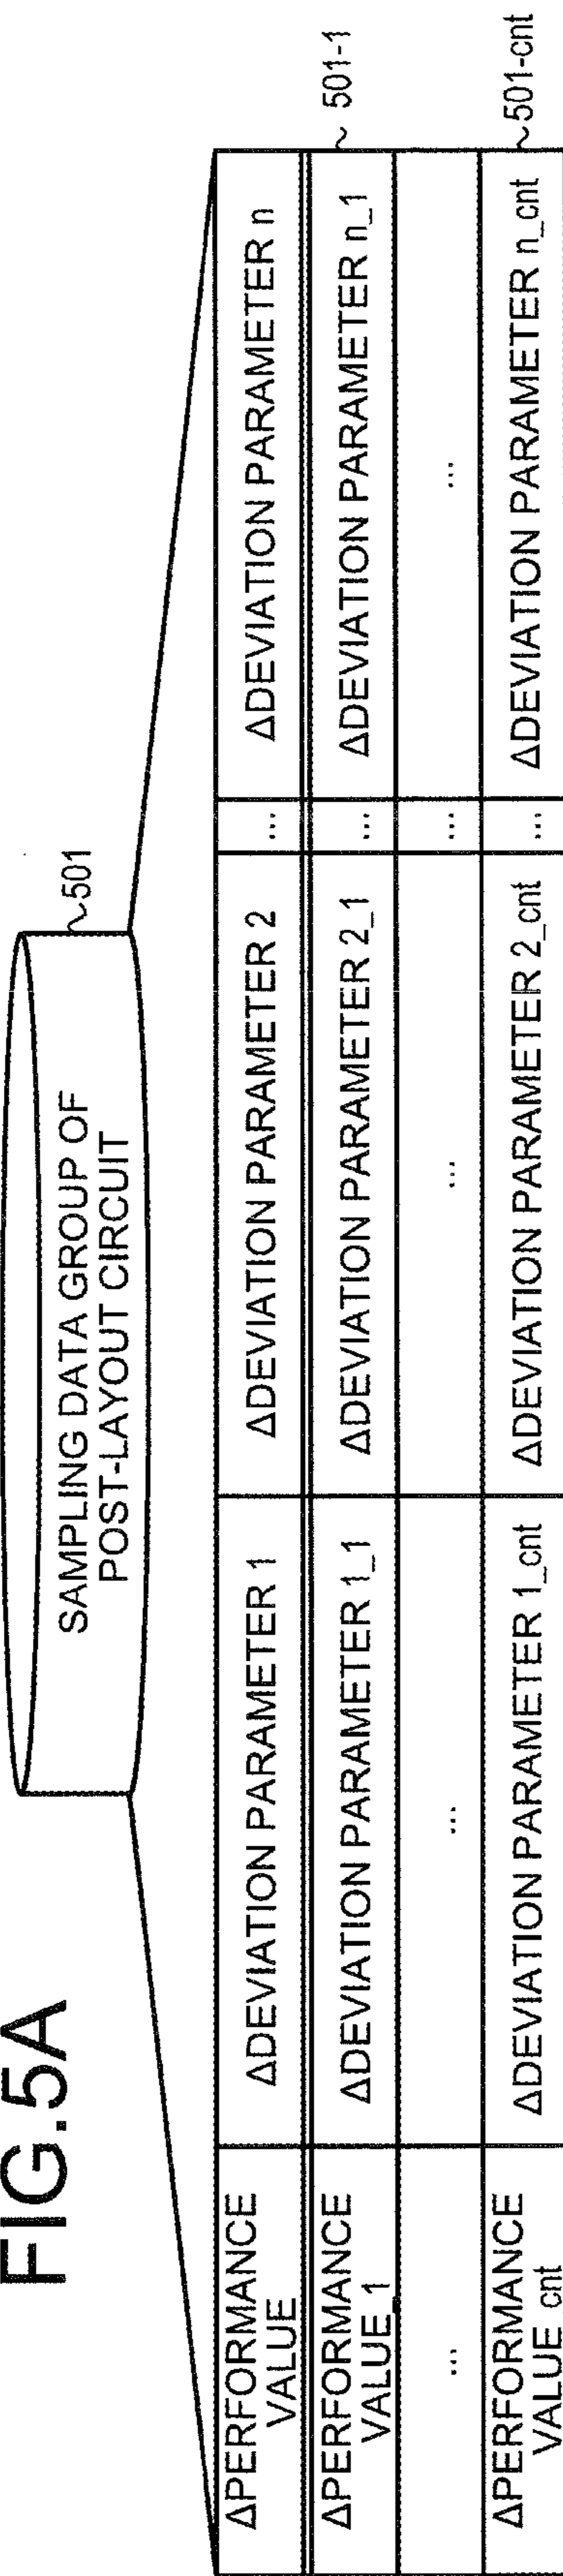 FIG.5A
SAMPLING DATA GROUP OF
POST-LAYOUT CIRCUIT
501
ΔPERFORMANCE
VALUE
ΔDEVIATION PARAMETER 1
ΔDEVIATION PARAMETER 2
...
ΔDEVIATION PARAMETER n
ΔPERFORMANCE
VALUE_1
ΔDEVIATION PARAMETER 1_1
ΔDEVIATION PARAMETER 2_1
...
ΔDEVIATION PARAMETER n_1
501-1
...
...
...
...
...
ΔPERFORMANCE
VALUE_cnt
ΔDEVIATION PARAMETER 1_cnt
ΔDEVIATION PARAMETER 2_cnt
...
ΔDEVIATION PARAMETER n_cnt
501-cnt